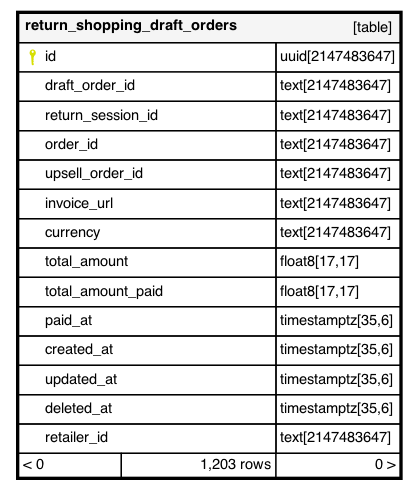 return_shopping_draft_orders [table]
id uuid[2147483647]
draft_order_id text[2147483647]
return_session_id text[2147483647]
order_id text[2147483647]
upsell_order_id text[2147483647]
invoice_url text[2147483647]
currency text[2147483647]
total_amount float8[17,17]
total_amount_paid float8[17,17]
paid_at timestamptz[35,6]
created_at timestamptz[35,6]
updated_at timestamptz[35,6]
deleted_at timestamptz[35,6]
retailer_id text[2147483647]
< 0 1,203 rows 0 >